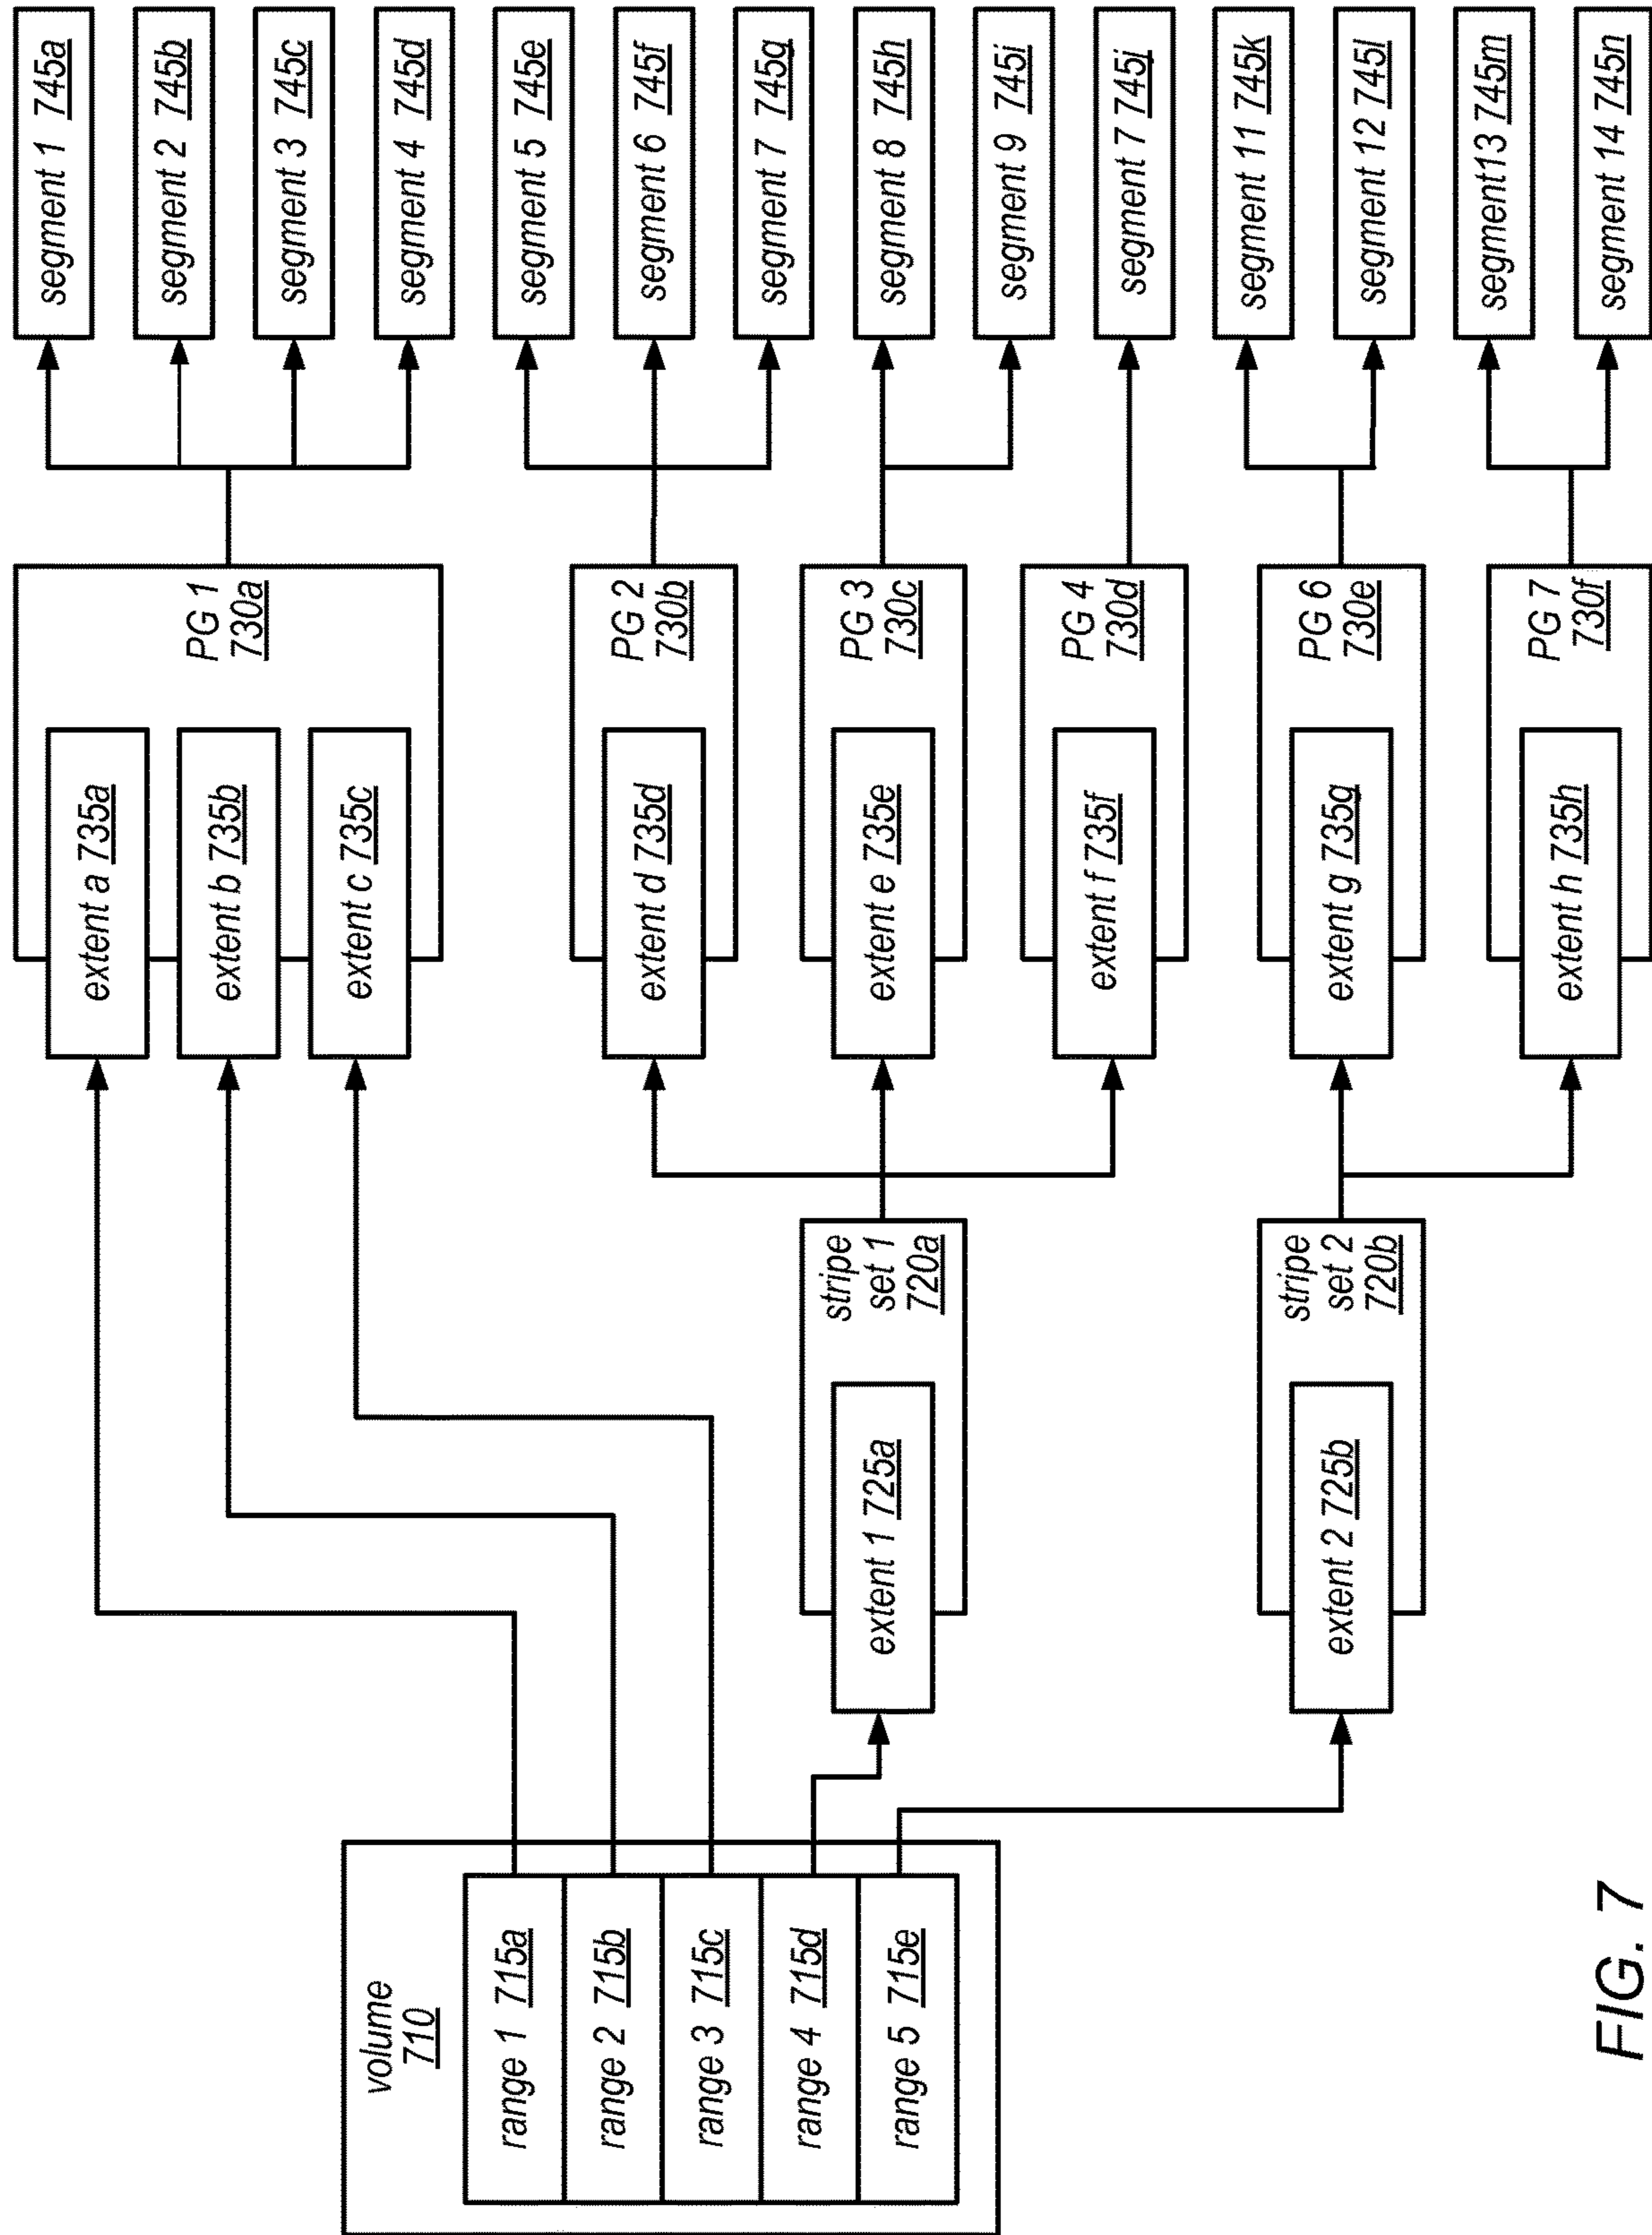 volume
710
range 1 715a
range 2 715b
range 3 715c
range 4 715d
range 5 715e
extent 1 725a
stripe
set 1
720a
extent 2 725b
stripe
set 2
720b
extent a 735a
extent b 735b
extent c 735c
PG 1
730a
extent d 735d
PG 2
730b
extent e 735e
PG 3
730c
extent f 735f
PG 4
730d
extent g 735g
PG 6
730e
extent h 735h
PG 7
730f
segment 1 745a
segment 2 745b
segment 3 745c
segment 4 745d
segment 5 745e
segment 6 745f
segment 7 745g
segment 8 745h
segment 9 745i
segment 7 745j
segment 11 745k
segment 12 745l
segment13 745m
segment 14 745n
FIG. 7